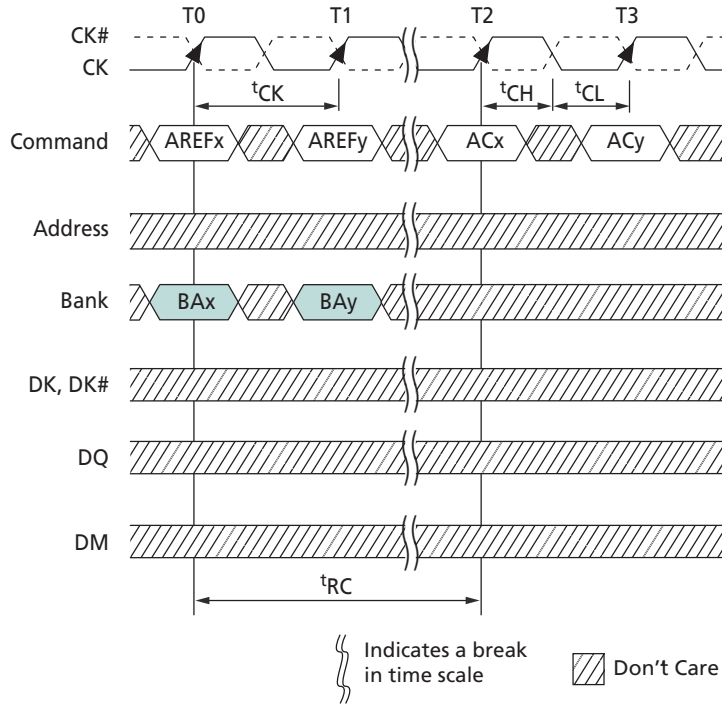 T0 T1 T2 T3
CK#
CK
tCK tCH tCL
Command AREFx AREFy ACx ACy
Address
Bank BAx BAy
DK, DK#
DQ
DM
tRC
Indicates a break
in time scale
Don't Care